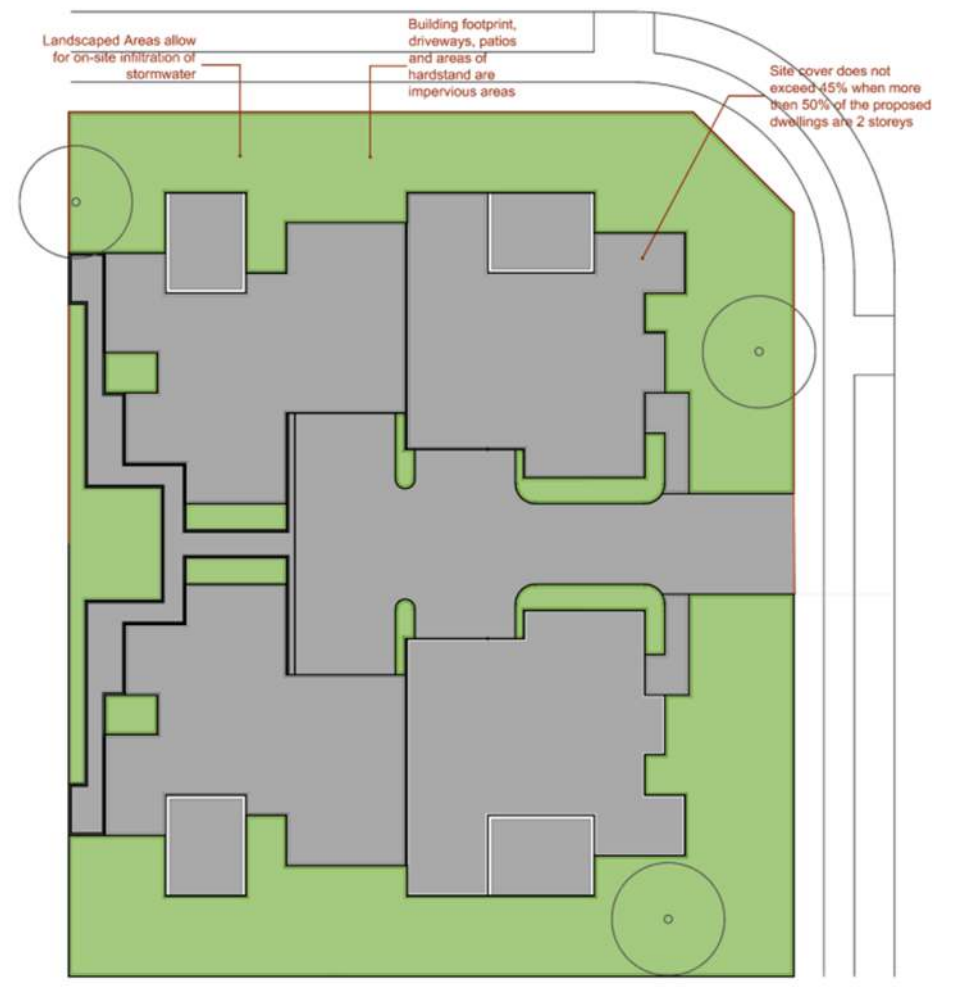 Landscaped Areas allow
for on-site infiltration of
stormwater
Building footprint,
driveways, patios
and areas of
hardstand are
impervious areas
Site cover does not
exceed 45% when more
then 50% of the proposed
dwellings are 2 storeys